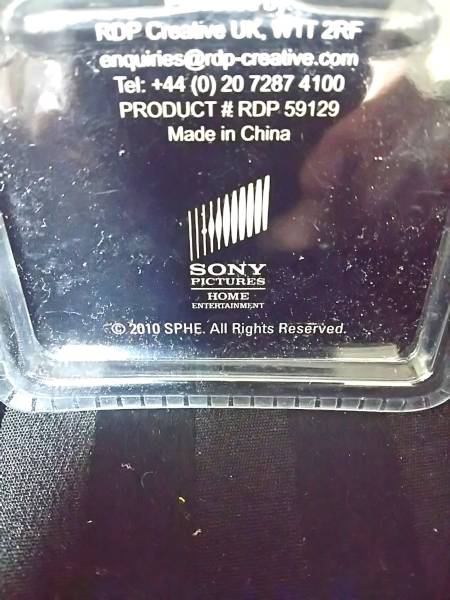 RDP Creative UK, W1T 2RF
enquiries@rdp-creative.com
Tel: +44 (0) 20 7287 4100
PRODUCT # RDP 59129
Made in China
SONY
PICTURES
HOME
ENTERTAINMENT
© 2010 SPHE. All Rights Reserved.